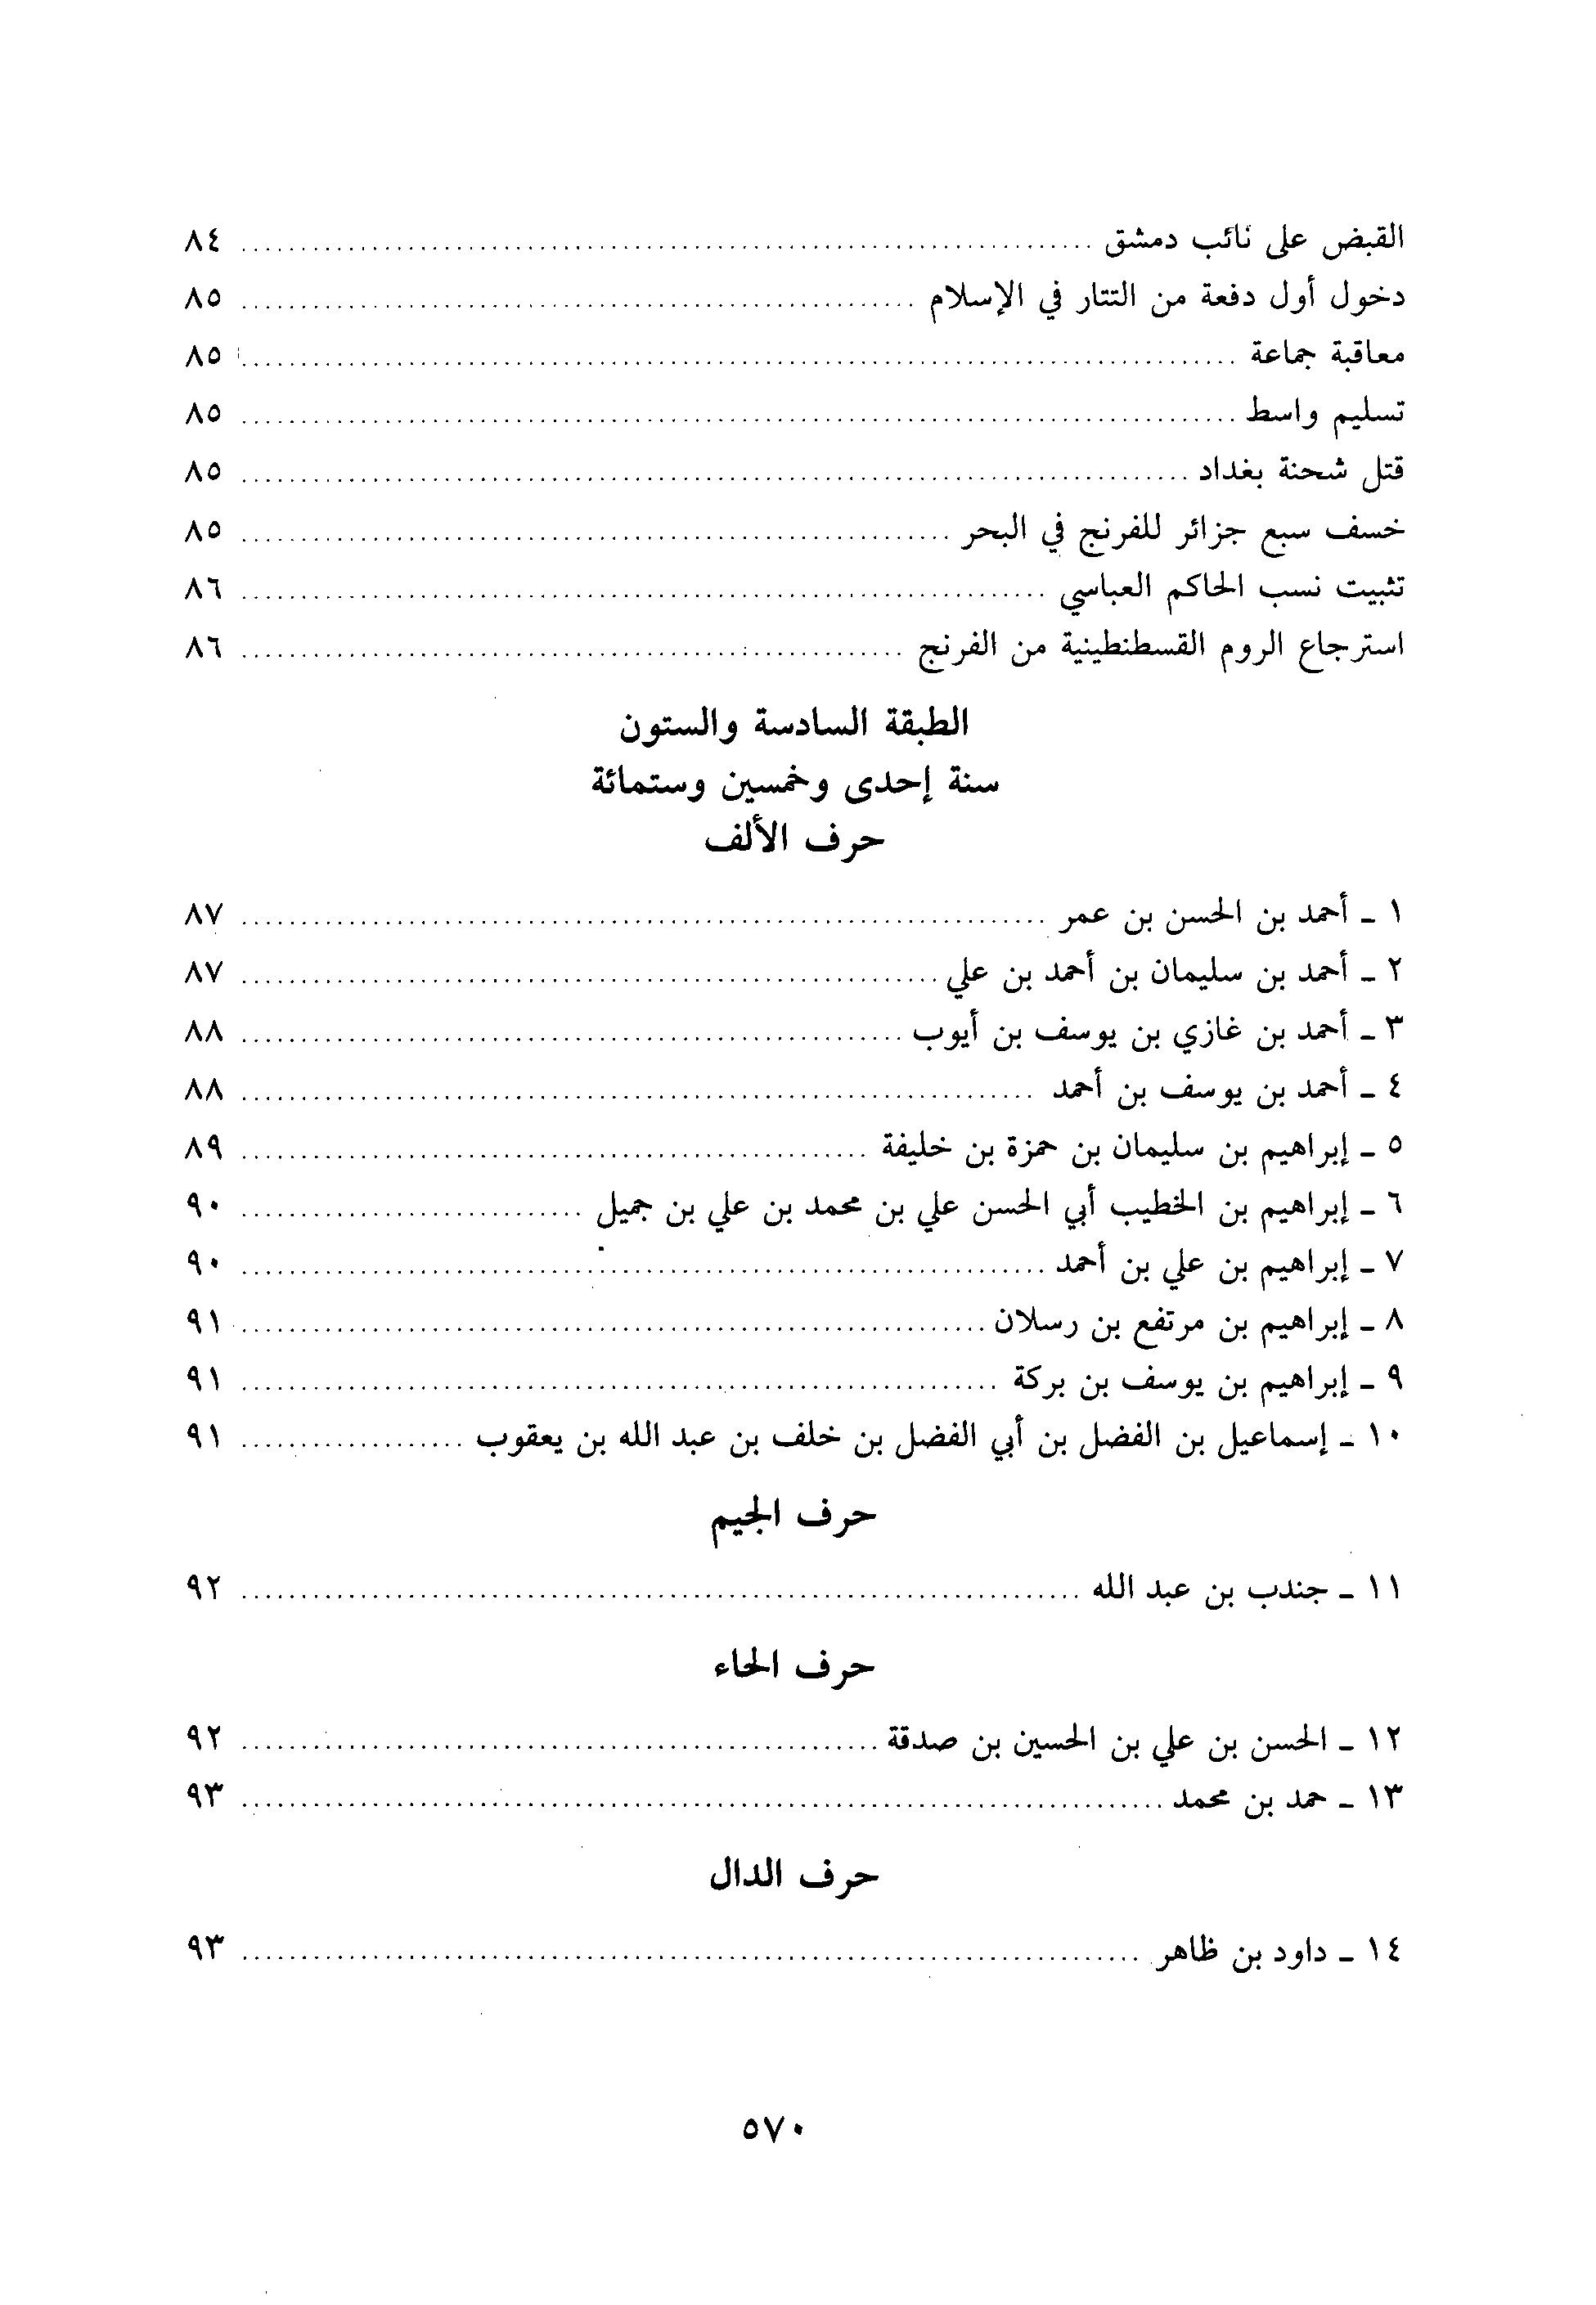 القبض على نائب دمشق ... ٨٤
دخول أول دفعة من التتار في الإسلام ... ٨٥
معاقبة جماعة ... ٨٥
تسليم واسط ... ٨٥
قتل شحنة بغداد ... ٨٥
خسف سبع جزائر للفرنج في البحر ... ٨٥
تثبيت نسب الحاكم العباسي ... ٨٦
استرجاع الروم القسطنطينية من الفرنج ... ٨٦
الطبقة السادسة والستون
سنة إحدى وخمسين وستمائة
حرف الألف
١ ـ أحمد بن الحسن بن عمر ... ٨٧
٢ ـ أحمد بن سليمان بن أحمد بن علي ... ٨٧
٣ ـ أحمد بن غازي بن يوسف بن أيوب ... ٨٨
٤ ـ أحمد بن يوسف بن أحمد ... ٨٨
٥ ـ إبراهيم بن سليمان بن حمزة بن خليفة ... ٨٩
٦ ـ إبراهيم بن الخطيب أبي الحسن علي بن محمد بن علي بن جميل ... ٩٠
٧ ـ إبراهيم بن علي بن أحمد ... ٩٠
٨ ـ إبراهيم بن مرتفع بن رسلان ... ٩١
٩ ـ إبراهيم بن يوسف بن بركة ... ٩١
١٠ ـ إسماعيل بن الفضل بن أبي الفضل بن خلف بن عبد الله بن يعقوب ... ٩١
حرف الجيم
١١ ـ جندب بن عبد الله ... ٩٢
حرف الحاء
١٢ ـ الحسن بن علي بن الحسين بن صدقة ... ٩٢
١٣ ـ حمد بن محمد ... ٩٣
حرف الدال
١٤ ـ داود بن ظاهر ... ٩٣
٥٧٠